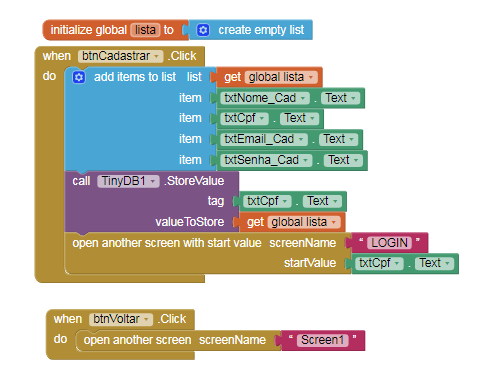 initialize global lista to create empty list
when btnCadastrar .Click
do add items to list list get global lista
item txtNome_Cad . Text
item txtCpf . Text
item txtEmail_Cad . Text
item txtSenha_Cad . Text
call TinyDB1 .StoreValue
tag txtCpf . Text
valueToStore get global lista
open another screen with start value screenName " LOGIN "
startValue txtCpf . Text
when btnVoltar .Click
do open another screen screenName " Screen1 "